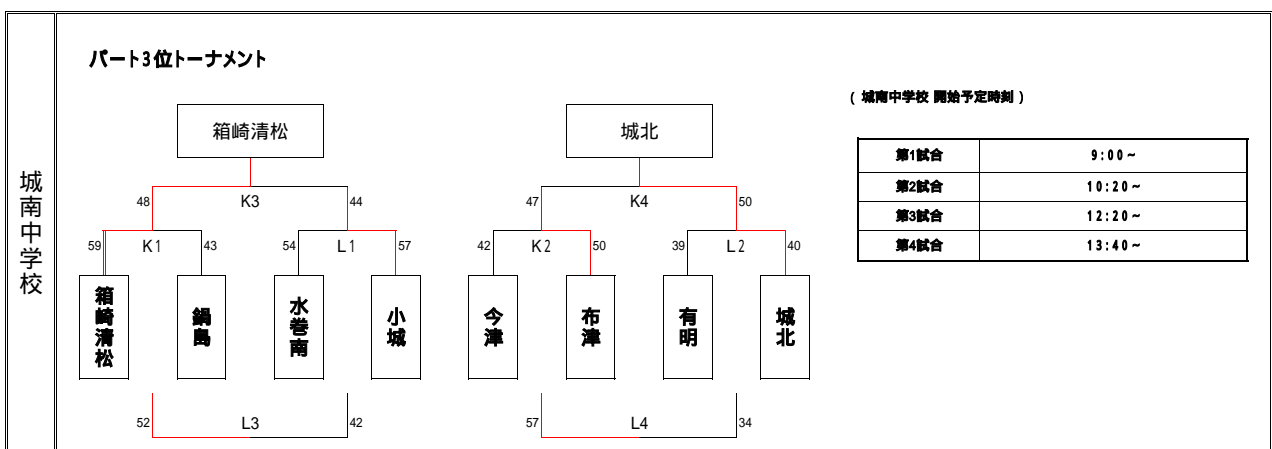 城南中学校
パート3位トーナメント
(城南中学校 開始予定時刻)
箱崎清松
城北
第1試合 9:00~
第2試合 10:20~
第3試合 12:20~
第4試合 13:40~
48 K3 44
47 K4 50
59 K1 43
54 L1 57
42 K2 50
39 L2 40
箱崎清松
鍋島
水巻南
小城
今津
布津
有明
城北
52 L3 42
57 L4 34